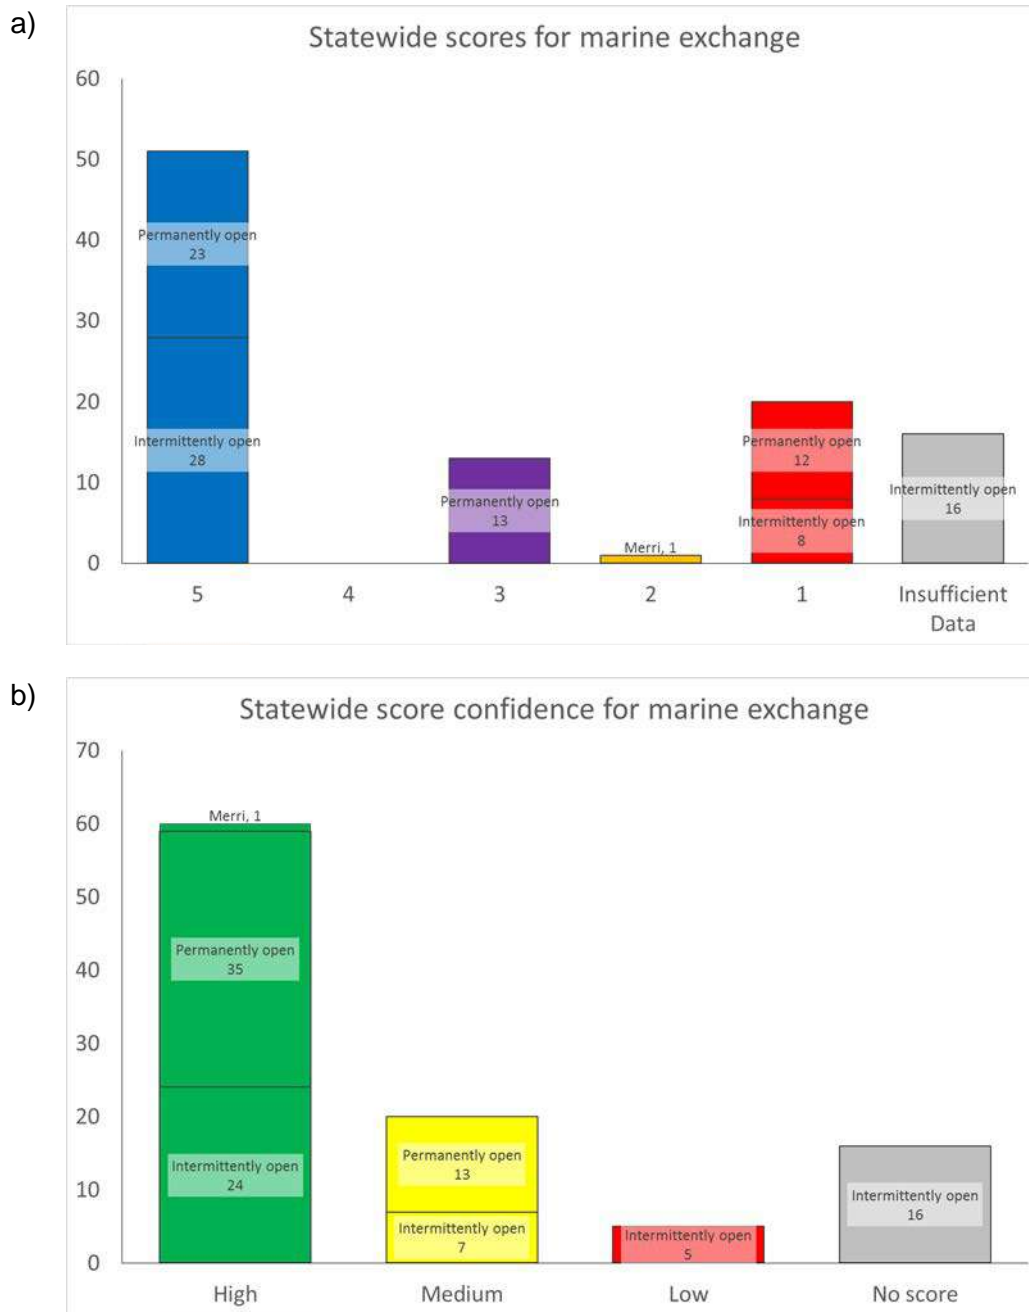 a)
Statewide scores for marine exchange
60
50
40
30
20
10
0
Permanently open
23
Intermittently open
28
Permanently open
13
Merri, 1
Permanently open
12
Intermittently open
8
Intermittently open
16
5
4
3
2
1
Insufficient
Data
b)
Statewide score confidence for marine exchange
70
60
50
40
30
20
10
0
Merri, 1
Permanently open
35
Intermittently open
24
Permanently open
13
Intermittently open
7
Intermittently open
5
Intermittently open
16
High
Medium
Low
No score